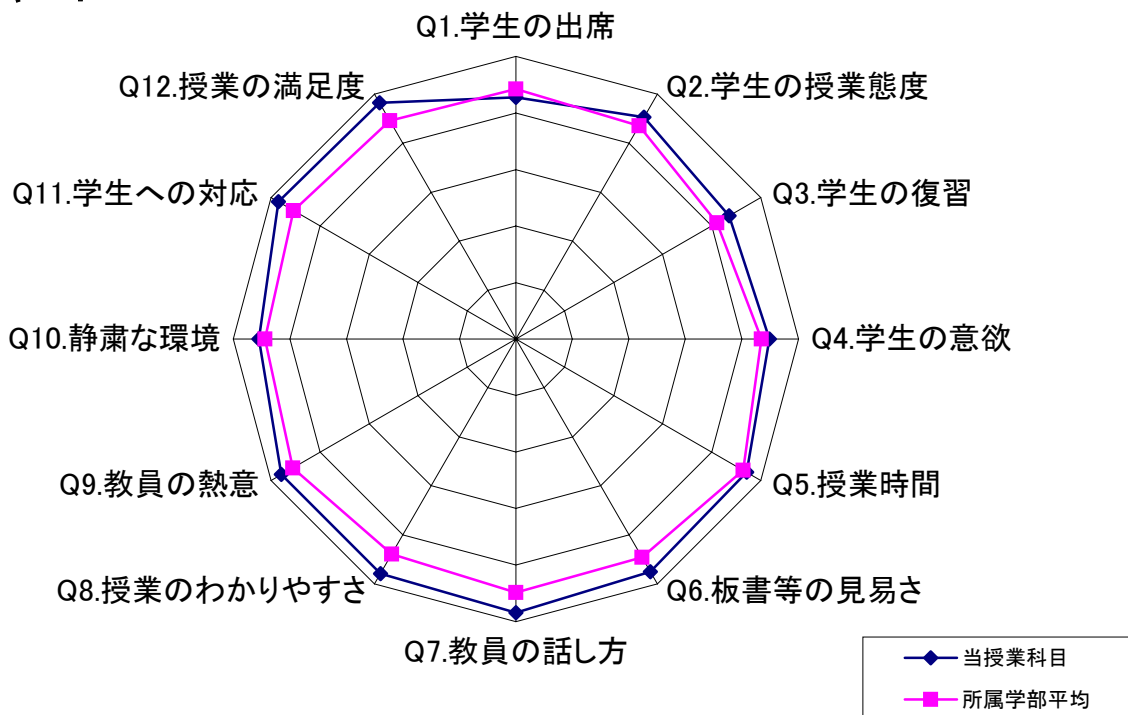 Q1.学生の出席
Q2.学生の授業態度
Q3.学生の復習
Q4.学生の意欲
Q5.授業時間
Q6.板書等の見易さ
Q7.教員の話し方
Q8.授業のわかりやすさ
Q9.教員の熱意
Q10.静粛な環境
Q11.学生への対応
Q12.授業の満足度
当授業科目
所属学部平均